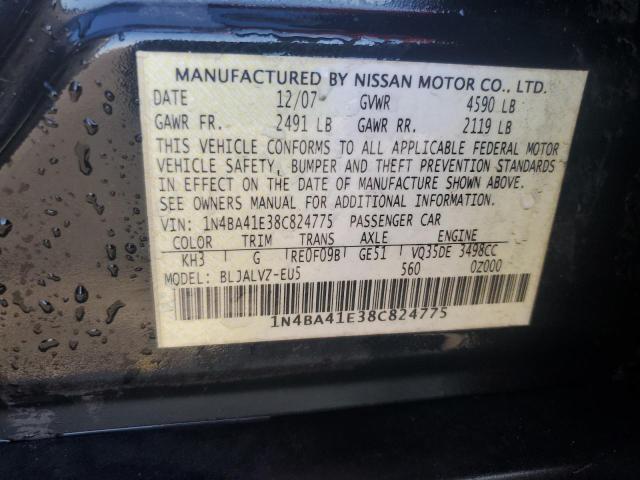 MANUFACTURED BY NISSAN MOTOR CO., LTD.
DATE 12/07 GVWR 4590 LB
GAWR FR. 2491 LB GAWR RR. 2119 LB
THIS VEHICLE CONFORMS TO ALL APPLICABLE FEDERAL MOTOR
VEHICLE SAFETY, BUMPER AND THEFT PREVENTION STANDARDS
IN EFFECT ON THE DATE OF MANUFACTURE SHOWN ABOVE.
SEE OWNERS MANUAL FOR ADDITIONAL INFORMATION.
VIN: 1N4BA41E38C824775 PASSENGER CAR
COLOR TRIM TRANS AXLE ENGINE
KH3 G RE0F09B GE51 VQ35DE 3498CC
MODEL: BLJALVZ-EU5 560 0Z000
1N4BA41E38C824775